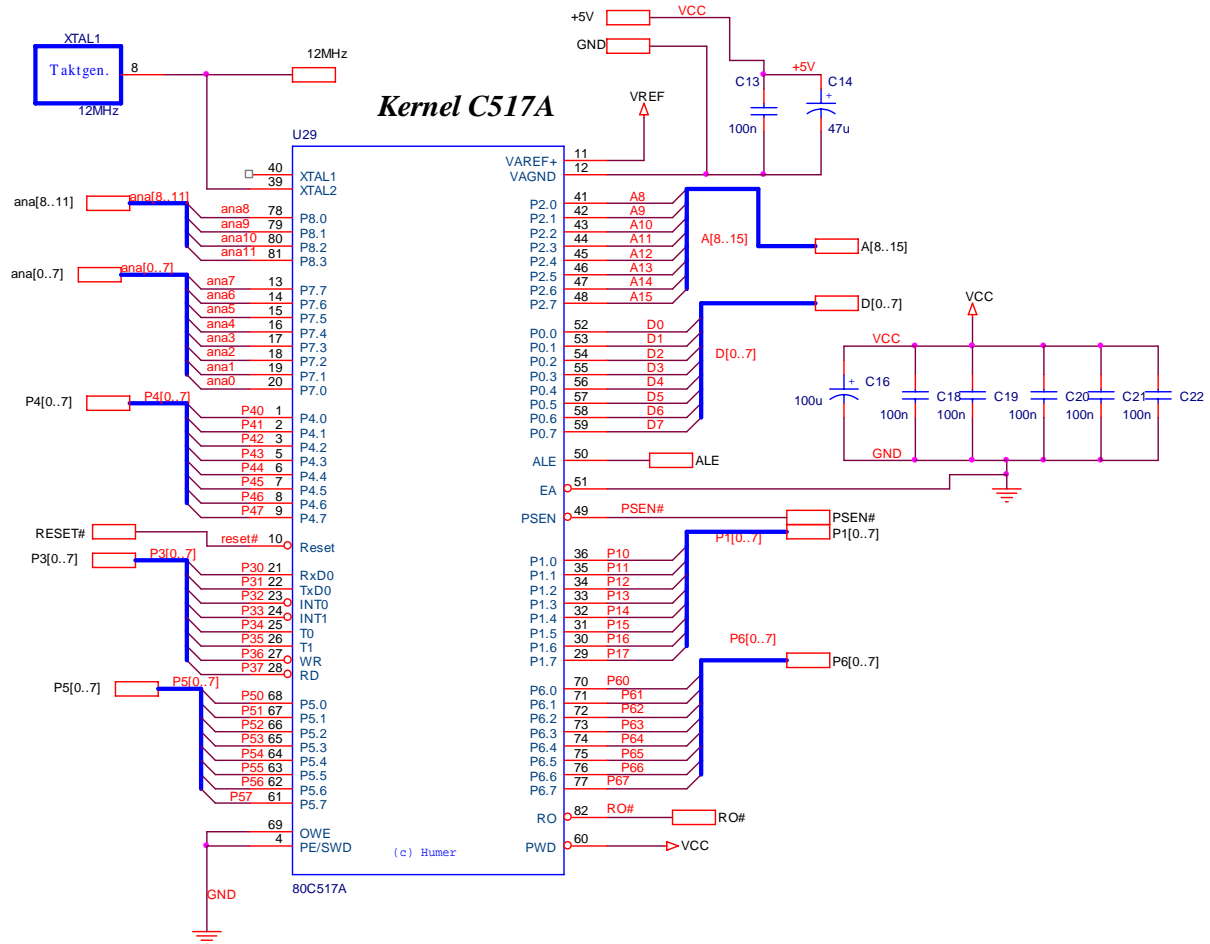 XTAL1
Taktgen.
8
12MHz
12MHz
Kernel C517A
+5V
VCC
GND
+5V
C13
100n
C14
47u
VREF
U29
40 XTAL1
39 XTAL2
ana[8..11]
ana[8..11]
ana8 78 P8.0
ana9 79 P8.1
ana10 80 P8.2
ana11 81 P8.3
ana[0..7]
ana[0..7]
ana7 13 P7.7
ana6 14 P7.6
ana5 15 P7.5
ana4 16 P7.4
ana3 17 P7.3
ana2 18 P7.2
ana1 19 P7.1
ana0 20 P7.0
P4[0..7]
P4[0..7]
P40 1 P4.0
P41 2 P4.1
P42 3 P4.2
P43 5 P4.3
P44 6 P4.4
P45 7 P4.5
P46 8 P4.6
P47 9 P4.7
RESET#
reset# 10 Reset
P3[0..7]
P3[0..7]
P30 21 RxD0
P31 22 TxD0
P32 23 INT0
P33 24 INT1
P34 25 T0
P35 26 T1
P36 27 WR
P37 28 RD
P5[0..7]
P5[0..7]
P50 68 P5.0
P51 67 P5.1
P52 66 P5.2
P53 65 P5.3
P54 64 P5.4
P55 63 P5.5
P56 62 P5.6
P57 61 P5.7
69 OWE
4 PE/SWD
GND
(c) Humer
80C517A
VAREF+ 11
VAGND 12
P2.0 41 A8
P2.1 42 A9
P2.2 43 A10
P2.3 44 A11
P2.4 45 A12
P2.5 46 A13
P2.6 47 A14
P2.7 48 A15
A[8..15]
A[8..15]
P0.0 52 D0
P0.1 53 D1
P0.2 54 D2
P0.3 55 D3
P0.4 56 D4
P0.5 57 D5
P0.6 58 D6
P0.7 59 D7
D[0..7]
D[0..7]
ALE 50 ALE
EA 51
PSEN 49 PSEN#
PSEN#
P1[0..7]
P1[0..7]
P1.0 36 P10
P1.1 35 P11
P1.2 34 P12
P1.3 33 P13
P1.4 32 P14
P1.5 31 P15
P1.6 30 P16
P1.7 29 P17
P6[0..7]
P6[0..7]
P6.0 70 P60
P6.1 71 P61
P6.2 72 P62
P6.3 73 P63
P6.4 74 P64
P6.5 75 P65
P6.6 76 P66
P6.7 77 P67
RO 82 RO#
RO#
PWD 60 VCC
VCC
VCC
C16
100u
C18
100n
C19
100n
C20
100n
C21
100n
C22
100n
GND